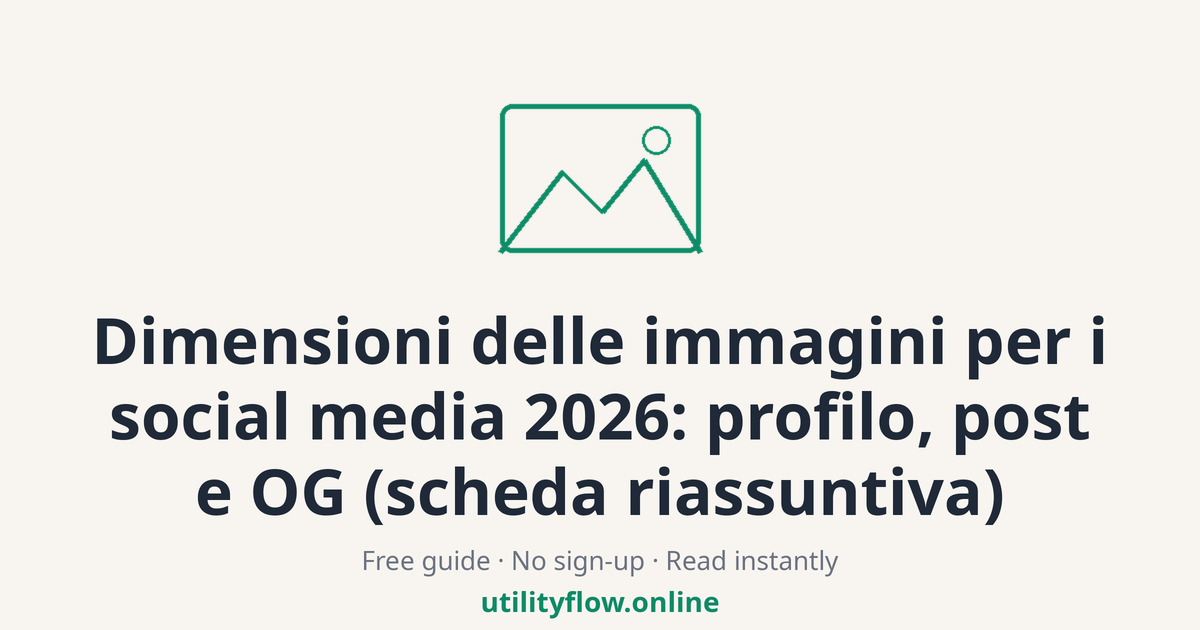 Dimensioni delle immagini per i
social media 2026: profilo, post
e OG (scheda riassuntiva)
Free guide · No sign-up · Read instantly
utilityflow.online